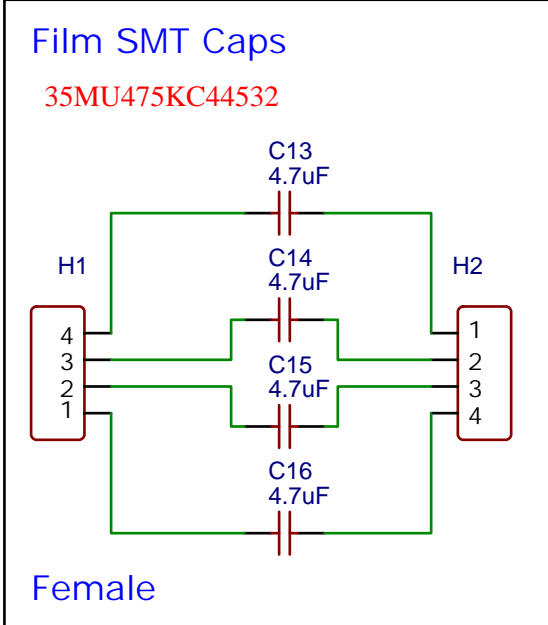 Film SMT Caps
35MU475KC44532
C13
4.7uF
H1
C14
4.7uF
H2
4
3
2
1
C15
4.7uF
1
2
3
4
C16
4.7uF
Female